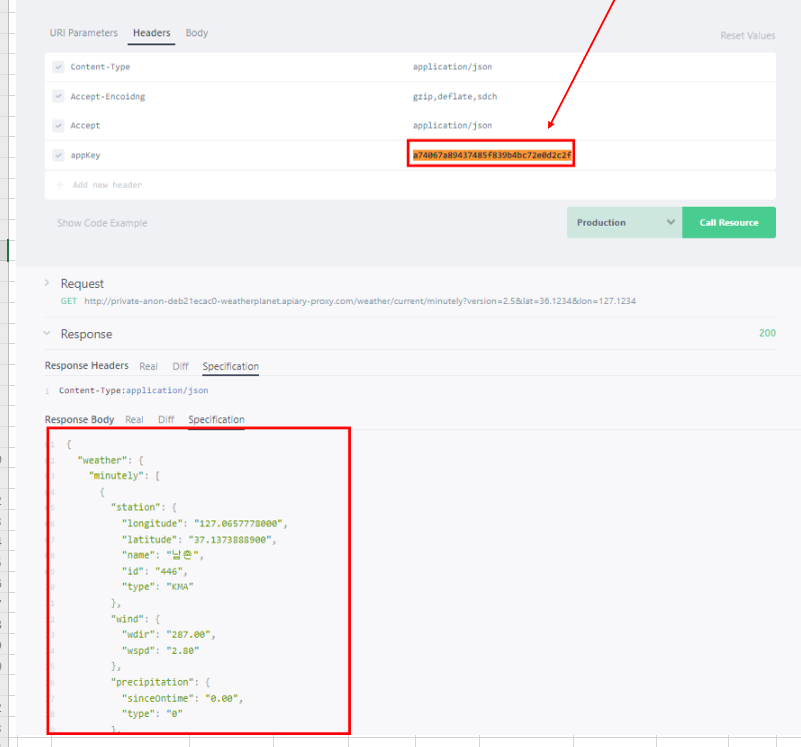 URI Parameters Headers Body
Reset Values
Content-Type application/json
Accept-Encoidng gzip,deflate,sdch
Accept application/json
appKey a74067a89437485f839b4bc72e0d2c2f
Add new header
Show Code Example
Production
Call Resource
Request
GET http://private-anon-deb21ecac0-weatherplanet.apiary-proxy.com/weather/current/minutely?version=2.5&lat=36.1234&lon=127.1234
Response 200
Response Headers Real Diff Specification
1 Content-Type:application/json
Response Body Real Diff Specification
{
"weather": {
"minutely": [
{
"station": {
"longitude": "127.0657778000",
"latitude": "37.1373888900",
"name": "남촌",
"id": "446",
"type": "KMA"
},
"wind": {
"wdir": "287.00",
"wspd": "2.80"
},
"precipitation": {
"sinceOntime": "0.00",
"type": "0"
},